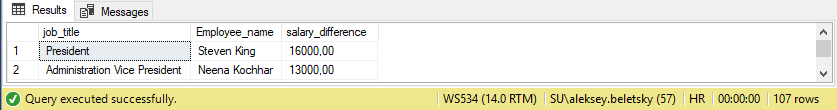 Results Messages
job_title Employee_name salary_difference
1 President Steven King 16000,00
2 Administration Vice President Neena Kochhar 13000,00
Query executed successfully. WS534 (14.0 RTM) SU\aleksey.beletsky (57) HR 00:00:00 107 rows